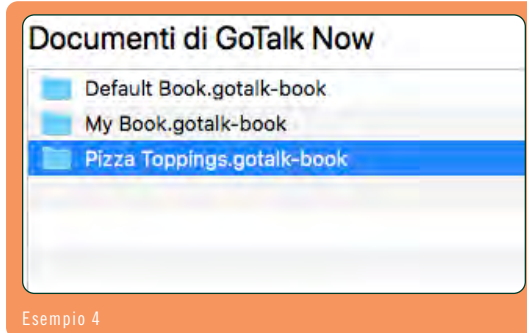 Documenti di GoTalk Now
Default Book.gotalk-book
My Book.gotalk-book
Pizza Toppings.gotalk-book
Esempio 4